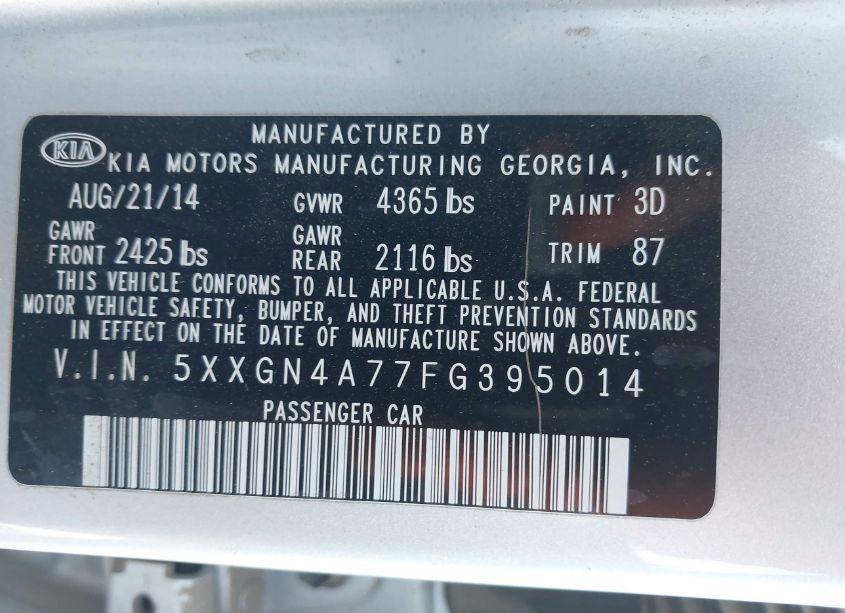 MANUFACTURED BY
KIA KIA MOTORS MANUFACTURING GEORGIA, INC.
AUG/21/14 GVWR 4365 lbs PAINT 3D
GAWR FRONT 2425 lbs GAWR REAR 2116 lbs TRIM 87
THIS VEHICLE CONFORMS TO ALL APPLICABLE U.S.A. FEDERAL
MOTOR VEHICLE SAFETY, BUMPER, AND THEFT PREVENTION STANDARDS
IN EFFECT ON THE DATE OF MANUFACTURE SHOWN ABOVE.
V.I.N. 5XXGN4A77FG395014
PASSENGER CAR